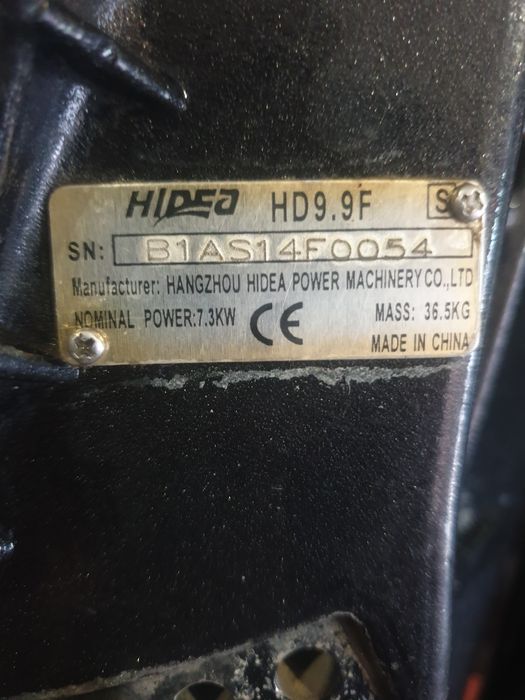 HIDEA HD9.9F S
SN: B1AS14F0054
Manufacturer: HANGZHOU HIDEA POWER MACHINERY CO.,LTD
NOMINAL POWER:7.3KW CE MASS: 36.5KG
MADE IN CHINA